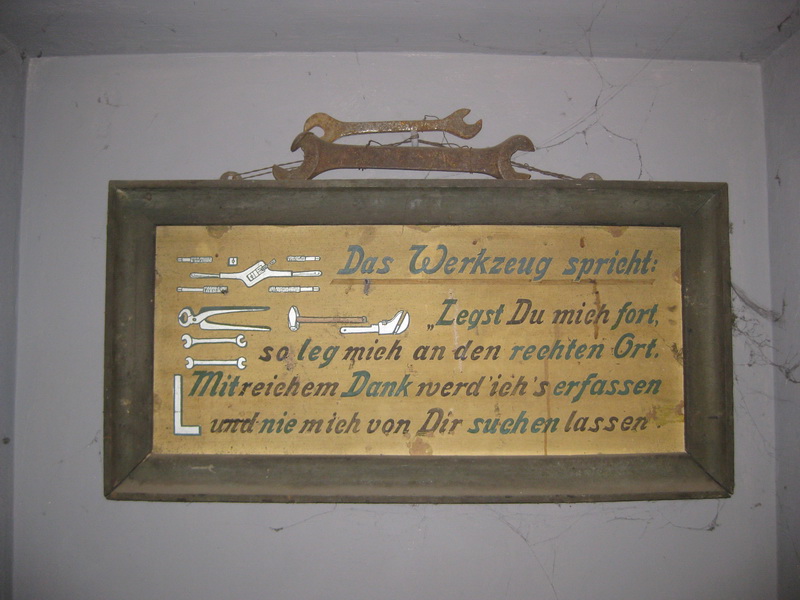 Das Werkzeug spricht:
„Legst Du mich fort,
so leg mich an den rechten Ort.
Mit reichem Dank werd ich's erfassen
und nie mich von Dir suchen lassen.